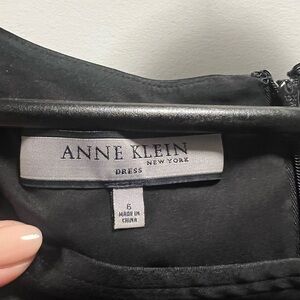 ANNE KLEIN
NEW YORK
DRESS
6
MADE IN
CHINA